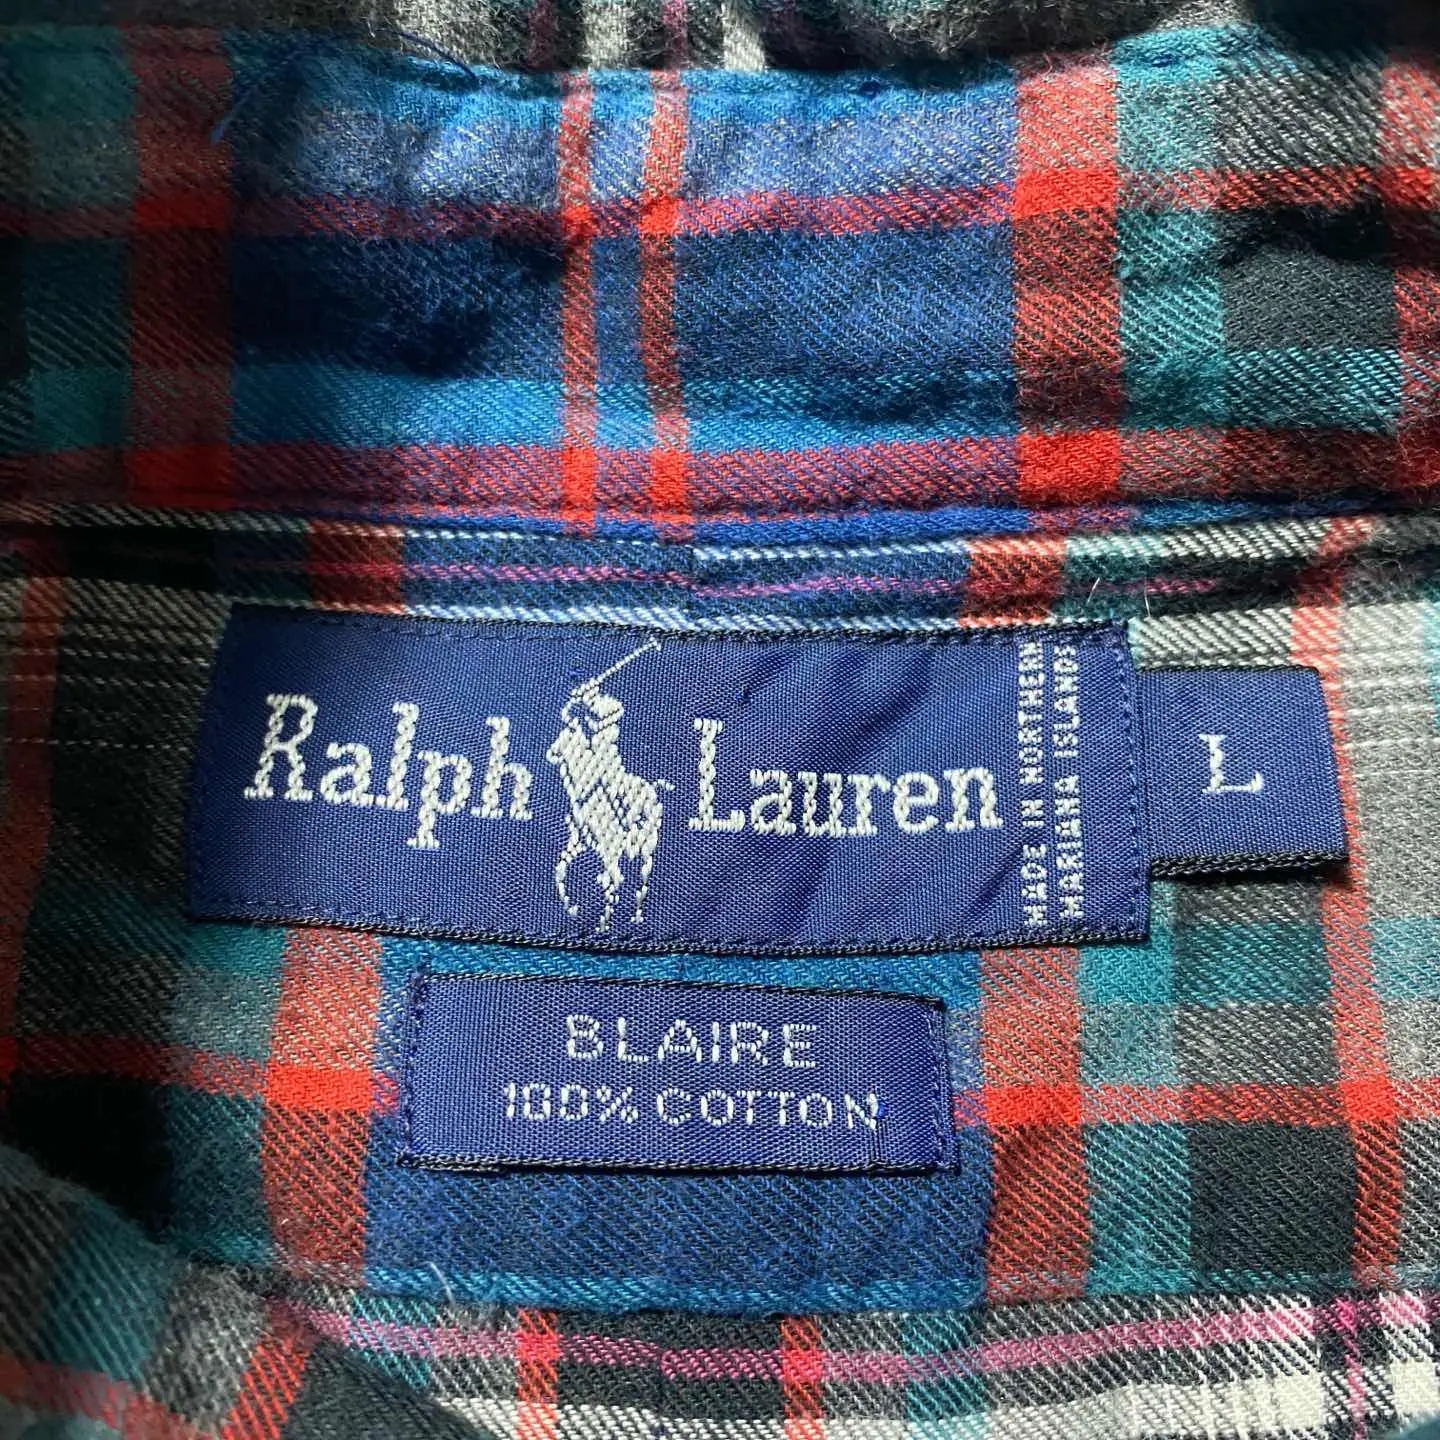 Ralph Lauren
MADE IN NORTHERN
MARIANA ISLANDS
L
BLAIRE
100% COTTON